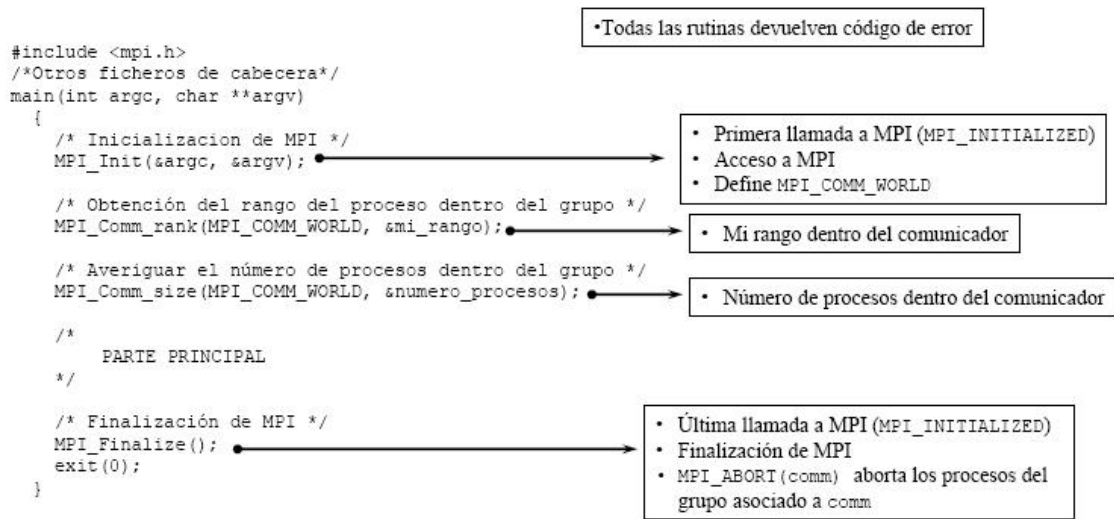 •Todas las rutinas devuelven código de error
#include <mpi.h>
/*Otros ficheros de cabecera*/
main(int argc, char **argv)
{
/* Inicializacion de MPI */
MPI_Init(&argc, &argv);
• Primera llamada a MPI (MPI_INITIALIZED)
• Acceso a MPI
• Define MPI_COMM_WORLD
/* Obtención del rango del proceso dentro del grupo */
MPI_Comm_rank(MPI_COMM_WORLD, &mi_rango);
• Mi rango dentro del comunicador
/* Averiguar el número de procesos dentro del grupo */
MPI_Comm_size(MPI_COMM_WORLD, &numero_procesos);
• Número de procesos dentro del comunicador
/*
PARTE PRINCIPAL
*/
/* Finalización de MPI */
MPI_Finalize();
exit(0);
}
• Última llamada a MPI (MPI_INITIALIZED)
• Finalización de MPI
• MPI_ABORT(comm) aborta los procesos del
grupo asociado a comm